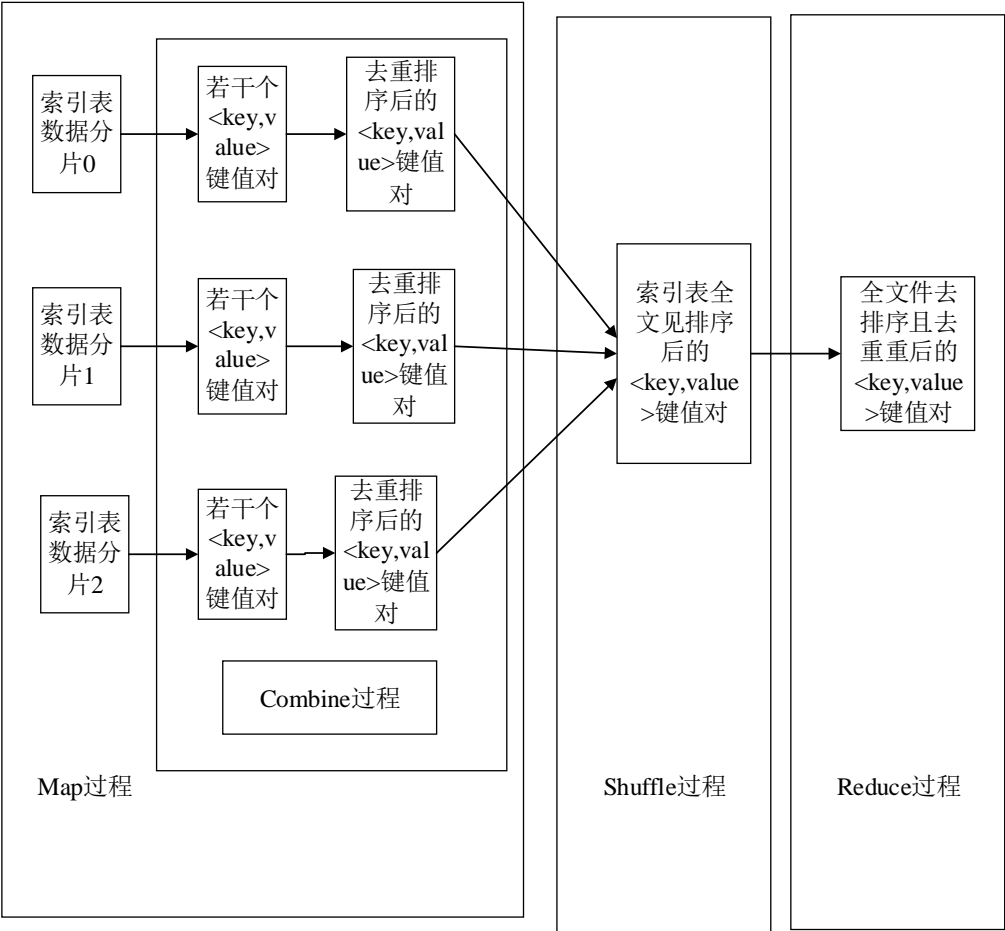 索引表
数据分
片0
若干个
<key,v
alue>
键值对
去重排
序后的
<key,val
ue>键值
对
索引表
数据分
片1
若干个
<key,v
alue>
键值对
去重排
序后的
<key,val
ue>键值
对
索引表
数据分
片2
若干个
<key,v
alue>
键值对
去重排
序后的
<key,val
ue>键值
对
Combine过程
Map过程
索引表全
文见排序
后的
<key,value
>键值对
Shuffle过程
全文件去
排序且去
重重后的
<key,value
>键值对
Reduce过程